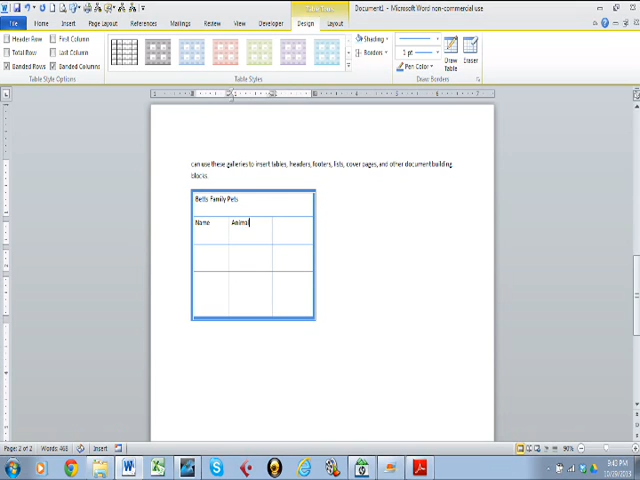 Table Tools
Document1 - Microsoft Word non-commercial use
File Home Insert Page Layout References Mailings Review View Developer Design Layout
Header Row First Column
Total Row Last Column
Banded Rows Banded Columns
Shading
Borders
1 pt
Pen Color
Draw Table
Eraser
Table Style Options Table Styles Draw Borders
can use these galleries to insert tables, headers, footers, lists, cover pages, and other document building
blocks.
Betts Family Pets
Name Animal
Page: 2 of 2 Words: 468 Insert 90%
9:43 PM
10/29/2013